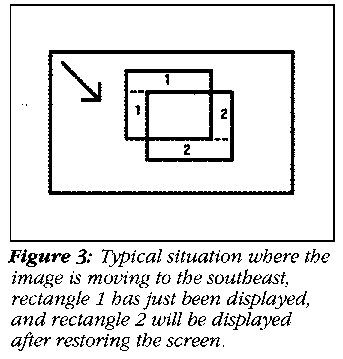 1
1
2
2
Figure 3: Typical situation where the
image is moving to the southeast,
rectangle 1 has just been displayed,
and rectangle 2 will be displayed
after restoring the screen.